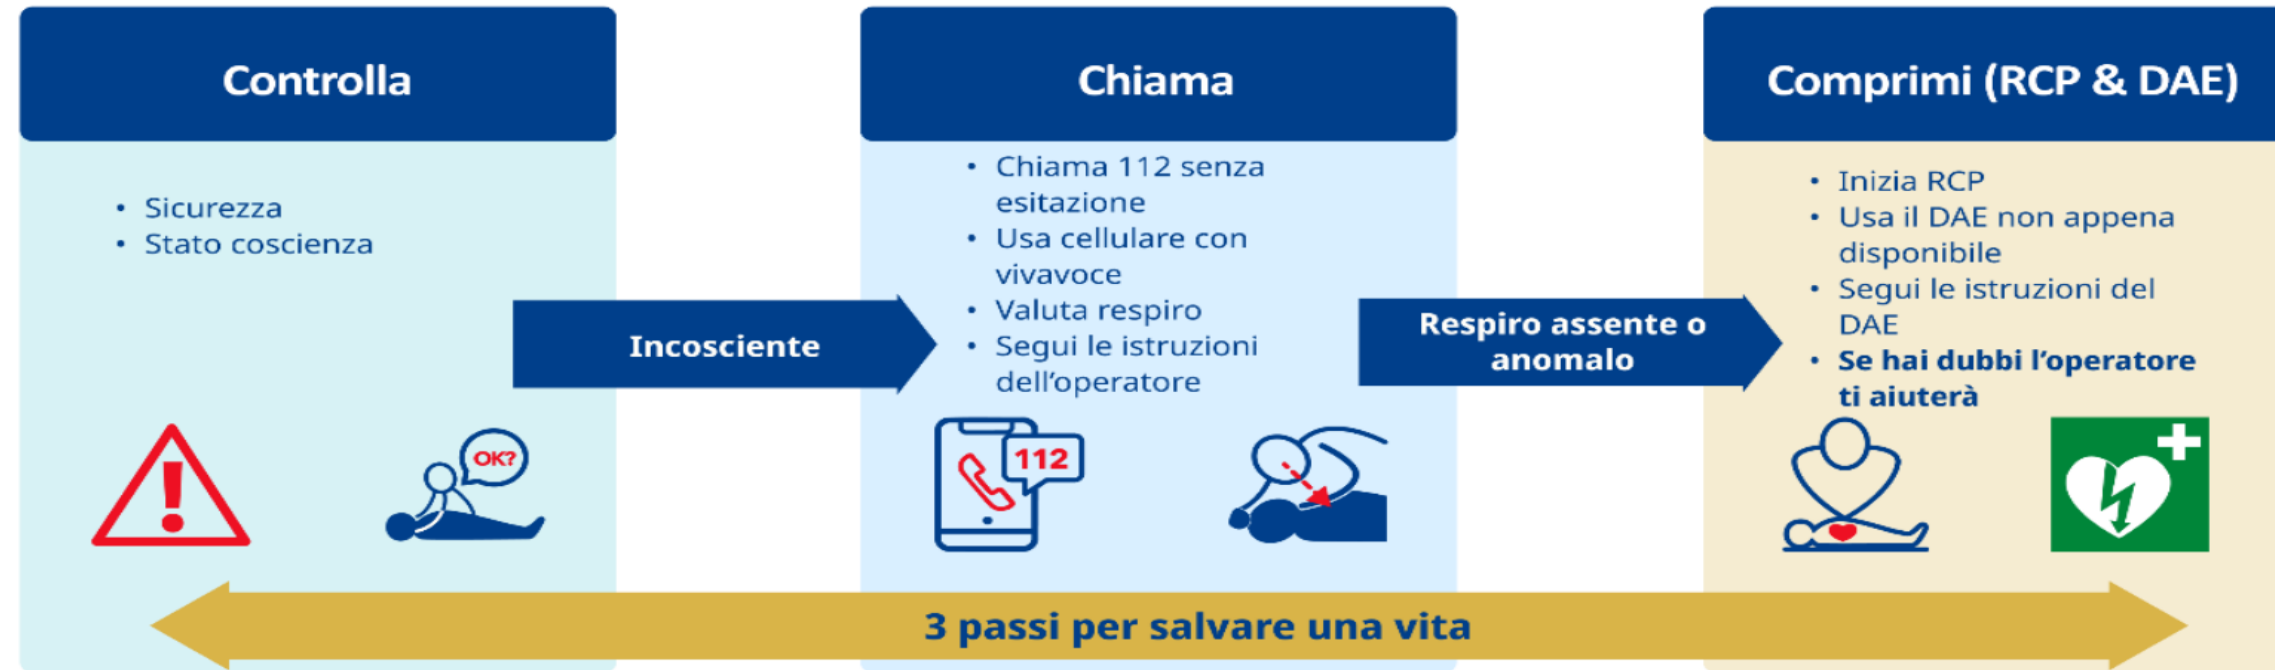 Controlla
• Sicurezza
• Stato coscienza
OK?
Incosciente
Chiama
• Chiama 112 senza
esitazione
• Usa cellulare con
vivavoce
• Valuta respiro
• Segui le istruzioni
dell'operatore
112
Respiro assente o
anomalo
Comprimi (RCP & DAE)
• Inizia RCP
• Usa il DAE non appena
disponibile
• Segui le istruzioni del
DAE
• Se hai dubbi l'operatore
ti aiuterà
3 passi per salvare una vita